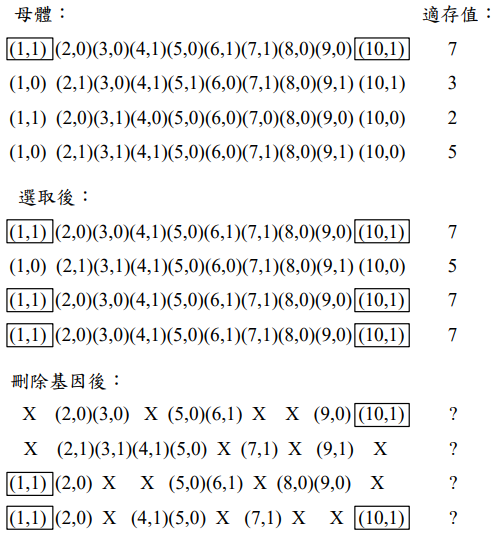 母體： 適存值：
(1,1) (2,0)(3,0)(4,1)(5,0)(6,1)(7,1)(8,0)(9,0) (10,1) 7
(1,0) (2,1)(3,0)(4,1)(5,1)(6,0)(7,1)(8,0)(9,1) (10,1) 3
(1,1) (2,0)(3,1)(4,0)(5,0)(6,0)(7,0)(8,0)(9,0) (10,0) 2
(1,0) (2,1)(3,1)(4,1)(5,0)(6,0)(7,1)(8,0)(9,1) (10,0) 5
選取後：
(1,1) (2,0)(3,0)(4,1)(5,0)(6,1)(7,1)(8,0)(9,0) (10,1) 7
(1,0) (2,1)(3,1)(4,1)(5,0)(6,0)(7,1)(8,0)(9,1) (10,0) 5
(1,1) (2,0)(3,0)(4,1)(5,0)(6,1)(7,1)(8,0)(9,0) (10,1) 7
(1,1) (2,0)(3,0)(4,1)(5,0)(6,1)(7,1)(8,0)(9,0) (10,1) 7
刪除基因後：
X (2,0)(3,0) X (5,0)(6,1) X X (9,0) (10,1) ?
X (2,1)(3,1)(4,1)(5,0) X (7,1) X (9,1) X ?
(1,1) (2,0) X X (5,0)(6,1) X (8,0)(9,0) X ?
(1,1) (2,0) X (4,1)(5,0) X (7,1) X X (10,1) ?